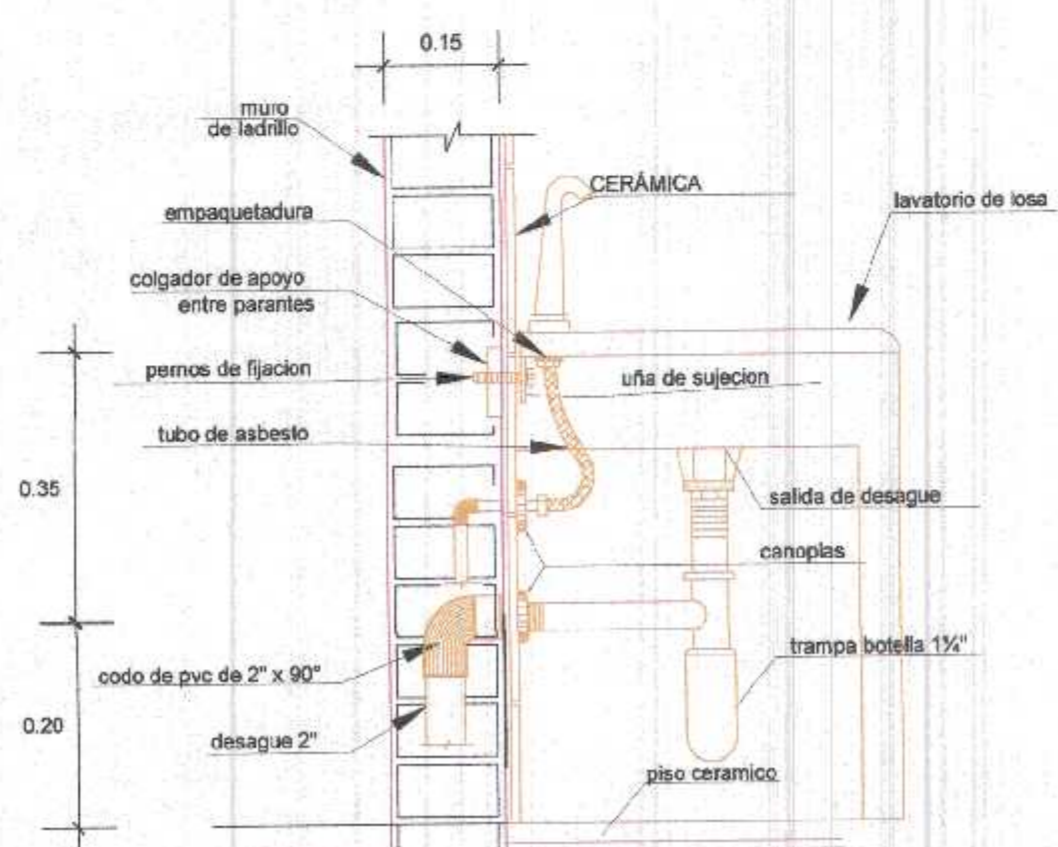 0.15
muro
de ladrillo
CERÁMICA
lavatorio de losa
empaquetadura
colgador de apoyo
entre parantes
pernos de fijacion
uña de sujecion
tubo de asbesto
0.35
salida de desague
canoplas
trampa botella 1¼"
codo de pvc de 2" x 90°
0.20
desague 2"
piso ceramico